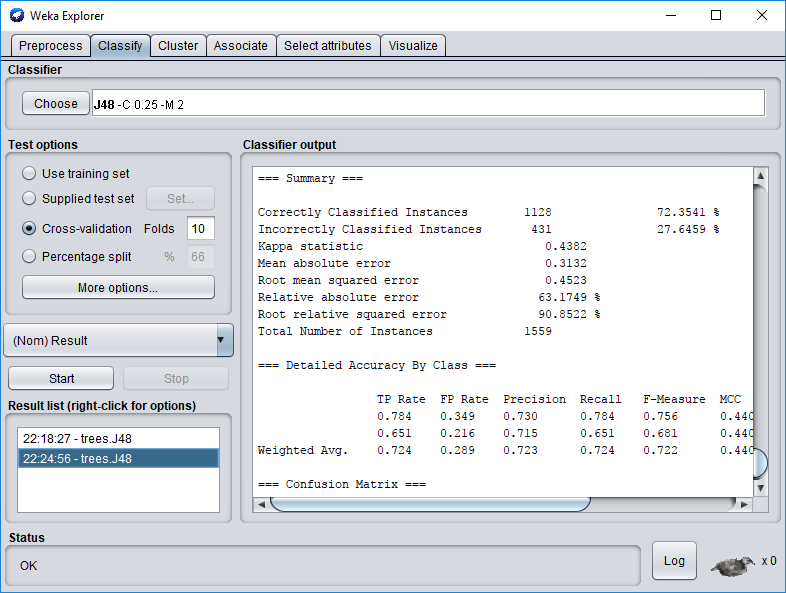 Weka Explorer
Preprocess Classify Cluster Associate Select attributes Visualize
Classifier
Choose J48 -C 0.25 -M 2
Test options
Use training set
Supplied test set Set...
Cross-validation Folds 10
Percentage split % 66
More options...
(Nom) Result
Start Stop
Result list (right-click for options)
22:18:27 - trees.J48
22:24:56 - trees.J48
Classifier output
=== Summary ===
Correctly Classified Instances 1128 72.3541 %
Incorrectly Classified Instances 431 27.6459 %
Kappa statistic 0.4382
Mean absolute error 0.3132
Root mean squared error 0.4523
Relative absolute error 63.1749 %
Root relative squared error 90.8522 %
Total Number of Instances 1559
=== Detailed Accuracy By Class ===
TP Rate FP Rate Precision Recall F-Measure MCC
0.784 0.349 0.730 0.784 0.756 0.440
0.651 0.216 0.715 0.651 0.681 0.440
Weighted Avg. 0.724 0.289 0.723 0.724 0.722 0.440
=== Confusion Matrix ===
Status
OK
Log x 0